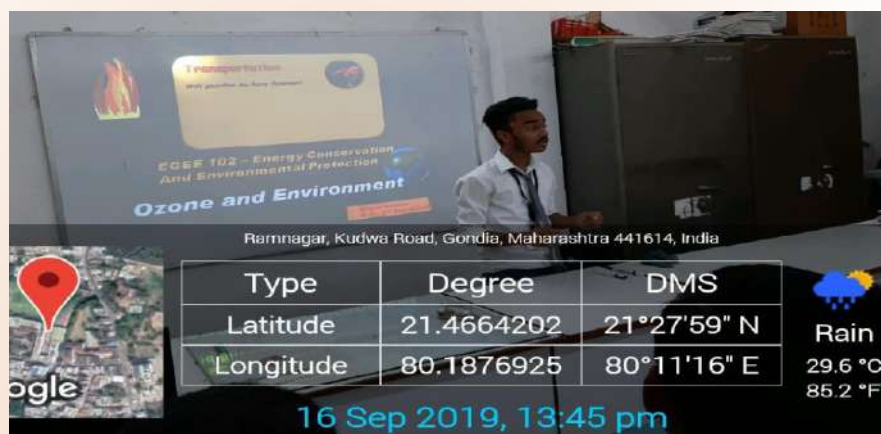 Transportation
EGEE 102 – Energy Conservation
And Environmental Protection
Ozone and Environment
Ramnagar, Kudwa Road, Gondia, Maharashtra 441614, India
Type Degree DMS
Latitude 21.4664202 21°27'59" N
Longitude 80.1876925 80°11'16" E
ogle
Rain
29.6 °C
85.2 °F
16 Sep 2019, 13:45 pm